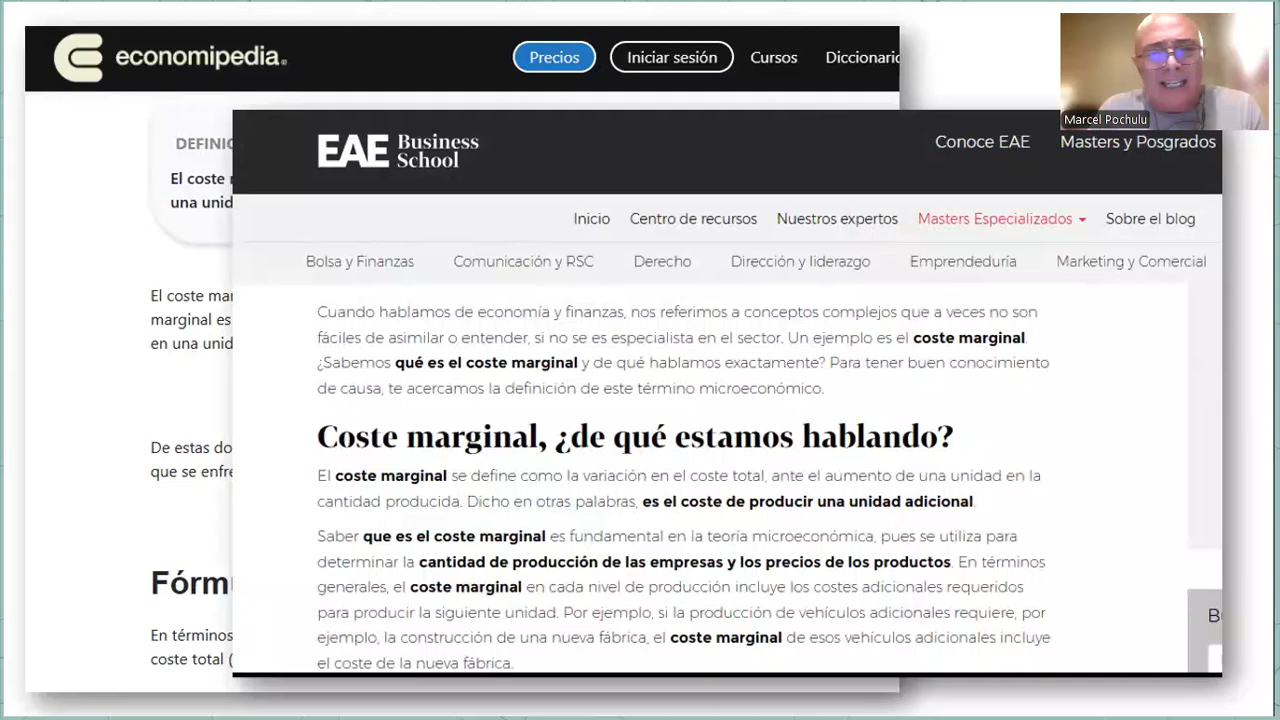 economipedia
Precios
Iniciar sesión
Cursos
Diccionario
Marcel Pochulu
DEFINIC
El coste
una unid
El coste mar
marginal es
en una unid
De estas do
que se enfre
Fórmu
En términos
coste total (
EAE Business
School
Conoce EAE
Masters y Posgrados
Inicio
Centro de recursos
Nuestros expertos
Masters Especializados
Sobre el blog
Bolsa y Finanzas
Comunicación y RSC
Derecho
Dirección y liderazgo
Emprendeduría
Marketing y Comercial
Cuando hablamos de economía y finanzas, nos referimos a conceptos complejos que a veces no son
fáciles de asimilar o entender, si no se es especialista en el sector. Un ejemplo es el coste marginal.
¿Sabemos qué es el coste marginal y de qué hablamos exactamente? Para tener buen conocimiento
de causa, te acercamos la definición de este término microeconómico.
Coste marginal, ¿de qué estamos hablando?
El coste marginal se define como la variación en el coste total, ante el aumento de una unidad en la
cantidad producida. Dicho en otras palabras, es el coste de producir una unidad adicional.
Saber que es el coste marginal es fundamental en la teoría microeconómica, pues se utiliza para
determinar la cantidad de producción de las empresas y los precios de los productos. En términos
generales, el coste marginal en cada nivel de producción incluye los costes adicionales requeridos
para producir la siguiente unidad. Por ejemplo, si la producción de vehículos adicionales requiere, por
ejemplo, la construcción de una nueva fábrica, el coste marginal de esos vehículos adicionales incluye
el coste de la nueva fábrica.